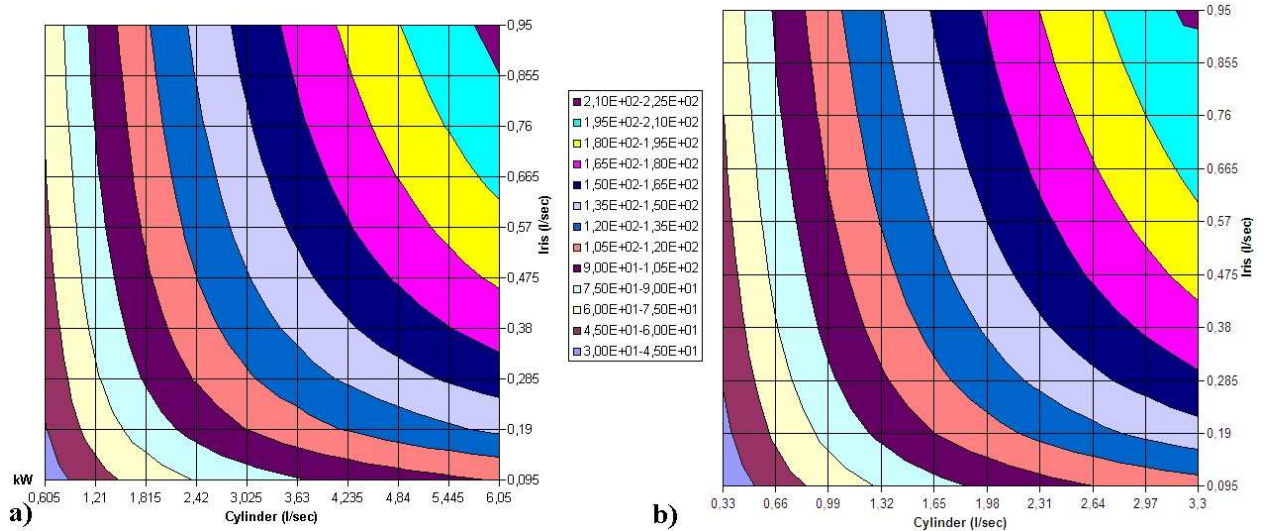 0,95
0,855
0,76
0,665
0,57
0,475
0,38
0,285
0,19
0,095
Iris (l/sec)
kW
0,605 1,21 1,815 2,42 3,025 3,63 4,235 4,84 5,445 6,05
Cylinder (l/sec)
a)
2,10E+02-2,25E+02
1,95E+02-2,10E+02
1,80E+02-1,95E+02
1,65E+02-1,80E+02
1,50E+02-1,65E+02
1,35E+02-1,50E+02
1,20E+02-1,35E+02
1,05E+02-1,20E+02
9,00E+01-1,05E+02
7,50E+01-9,00E+01
6,00E+01-7,50E+01
4,50E+01-6,00E+01
3,00E+01-4,50E+01
0.95
0.855
0.76
0.665
0.57
0.475
0.38
0.285
0.19
0.095
Iris (l/sec)
0.33 0.66 0.99 1.32 1.65 1.98 2.31 2.64 2.97 3.3
Cylinder (l/sec)
b)